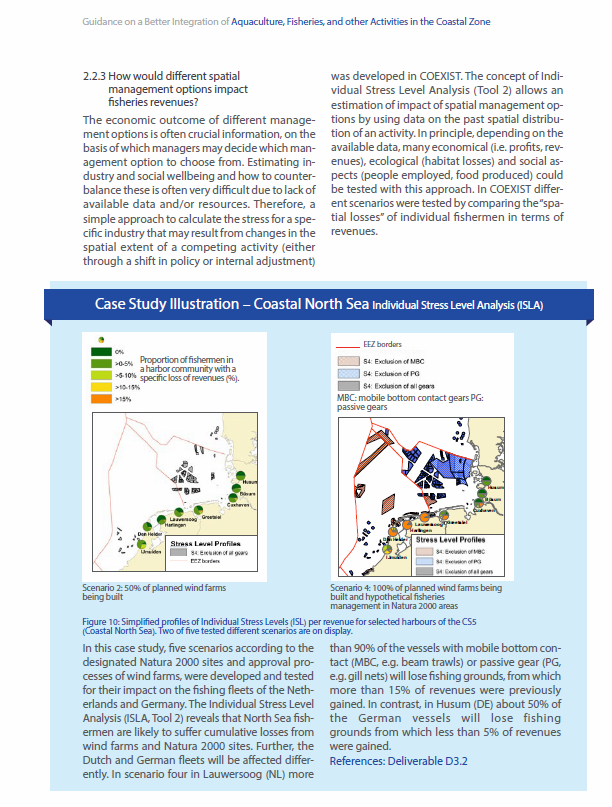 Guidance on a Better Integration of Aquaculture, Fisheries, and other Activities in the Coastal Zone
2.2.3 How would different spatial
management options impact
fisheries revenues?
The economic outcome of different manage-
ment options is often crucial information, on the
basis of which managers may decide which man-
agement option to choose from. Estimating in-
dustry and social wellbeing and how to counter-
balance these is often very difficult due to lack of
available data and/or resources. Therefore, a
simple approach to calculate the stress for a spe-
cific industry that may result from changes in the
spatial extent of a competing activity (either
through a shift in policy or internal adjustment)
was developed in COEXIST. The concept of Indi-
vidual Stress Level Analysis (Tool 2) allows an
estimation of impact of spatial management op-
tions by using data on the past spatial distribu-
tion of an activity. In principle, depending on the
available data, many economical (i.e. profits, rev-
enues), ecological (habitat losses) and social as-
pects (people employed, food produced) could
be tested with this approach. In COEXIST differ-
ent scenarios were tested by comparing the "spa-
tial losses" of individual fishermen in terms of
revenues.
Case Study Illustration – Coastal North Sea Individual Stress Level Analysis (ISLA)
0%
>0-5%
>5-10%
>10-15%
>15%
Proportion of fishermen in
a harbor community with a
specific loss of revenues (%).
Husum
Büsum
Cuxhaven
Greetsiel
Lauwersoog
Harlingen
Den Helder
IJmuiden
Stress Level Profiles
S4: Exclusion of all gears
EEZ borders
Scenario 2: 50% of planned wind farms
being built
EEZ borders
S4: Exclusion of MBC
S4: Exclusion of PG
S4: Exclusion of all gears
MBC: mobile bottom contact gears PG:
passive gears
Husum
Büsum
Cuxhaven
Greetsiel
Lauwersoog
Harlingen
Den Helder
IJmuiden
Stress Level Profiles
S4: Exclusion of MBC
S4: Exclusion of PG
S4: Exclusion of all gears
Scenario 4: 100% of planned wind farms being
built and hypothetical fisheries
management in Natura 2000 areas
Figure 10: Simplified profiles of Individual Stress Levels (ISL) per revenue for selected harbours of the CS5
(Coastal North Sea). Two of five tested different scenarios are on display.
In this case study, five scenarios according to the
designated Natura 2000 sites and approval pro-
cesses of wind farms, were developed and tested
for their impact on the fishing fleets of the Neth-
erlands and Germany. The Individual Stress Level
Analysis (ISLA, Tool 2) reveals that North Sea fish-
ermen are likely to suffer cumulative losses from
wind farms and Natura 2000 sites. Further, the
Dutch and German fleets will be affected differ-
ently. In scenario four in Lauwersoog (NL) more
than 90% of the vessels with mobile bottom con-
tact (MBC, e.g. beam trawls) or passive gear (PG,
e.g. gill nets) will lose fishing grounds, from which
more than 15% of revenues were previously
gained. In contrast, in Husum (DE) about 50% of
the German vessels will lose fishing
grounds from which less than 5% of revenues
were gained.
References: Deliverable D3.2